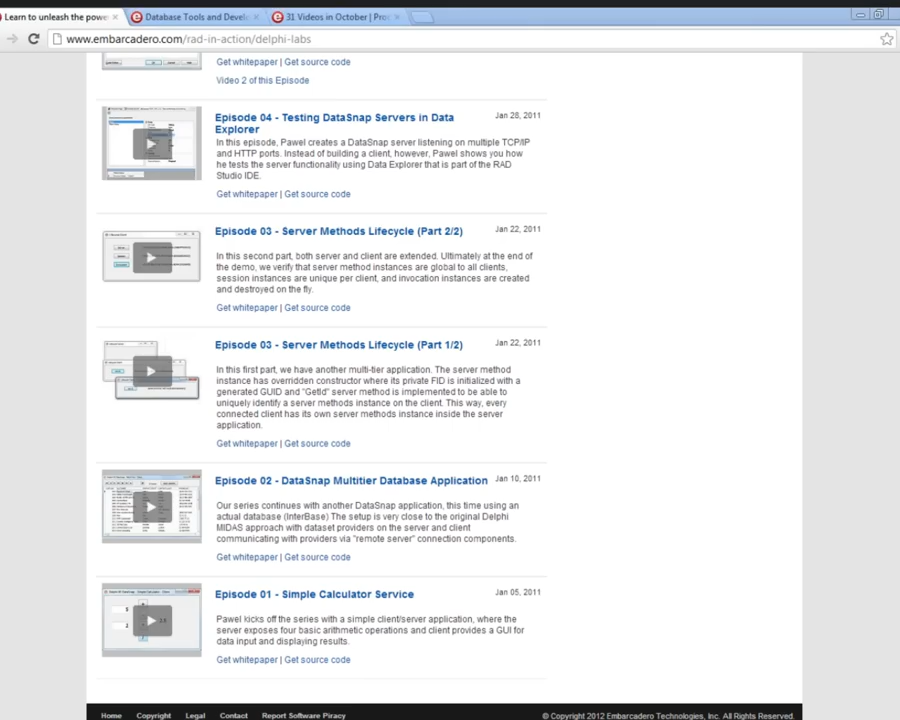 Learn to unleash the powe
Database Tools and Devel
31 Videos in October | Pro
www.embarcadero.com/rad-in-action/delphi-labs
Get whitepaper | Get source code
Video 2 of this Episode
Episode 04 - Testing DataSnap Servers in Data
Explorer
Jan 28, 2011
In this episode, Pawel creates a DataSnap server listening on multiple TCP/IP
and HTTP ports. Instead of building a client, however, Pawel shows you how
he tests the server functionality using Data Explorer that is part of the RAD
Studio IDE.
Get whitepaper | Get source code
Episode 03 - Server Methods Lifecycle (Part 2/2)
Jan 22, 2011
In this second part, both server and client are extended. Ultimately at the end of
the demo, we verify that server method instances are global to all clients,
session instances are unique per client, and invocation instances are created
and destroyed on the fly.
Get whitepaper | Get source code
Episode 03 - Server Methods Lifecycle (Part 1/2)
Jan 22, 2011
In this first part, we have another multi-tier application. The server method
instance has overridden constructor where its private FID is initialized with a
generated GUID and "GetId" server method is implemented to be able to
uniquely identify a server methods instance on the client. This way, every
connected client has its own server methods instance inside the server
application.
Get whitepaper | Get source code
Episode 02 - DataSnap Multitier Database Application
Jan 10, 2011
Our series continues with another DataSnap application, this time using an
actual database (InterBase) The setup is very close to the original Delphi
MIDAS approach with dataset providers on the server and client
communicating with providers via "remote server" connection components.
Get whitepaper | Get source code
Episode 01 - Simple Calculator Service
Jan 05, 2011
Pawel kicks off the series with a simple client/server application, where the
server exposes four basic arithmetic operations and client provides a GUI for
data input and displaying results.
Get whitepaper | Get source code
Home Copyright Legal Contact Report Software Piracy
© Copyright 2012 Embarcadero Technologies, Inc. All Rights Reserved.